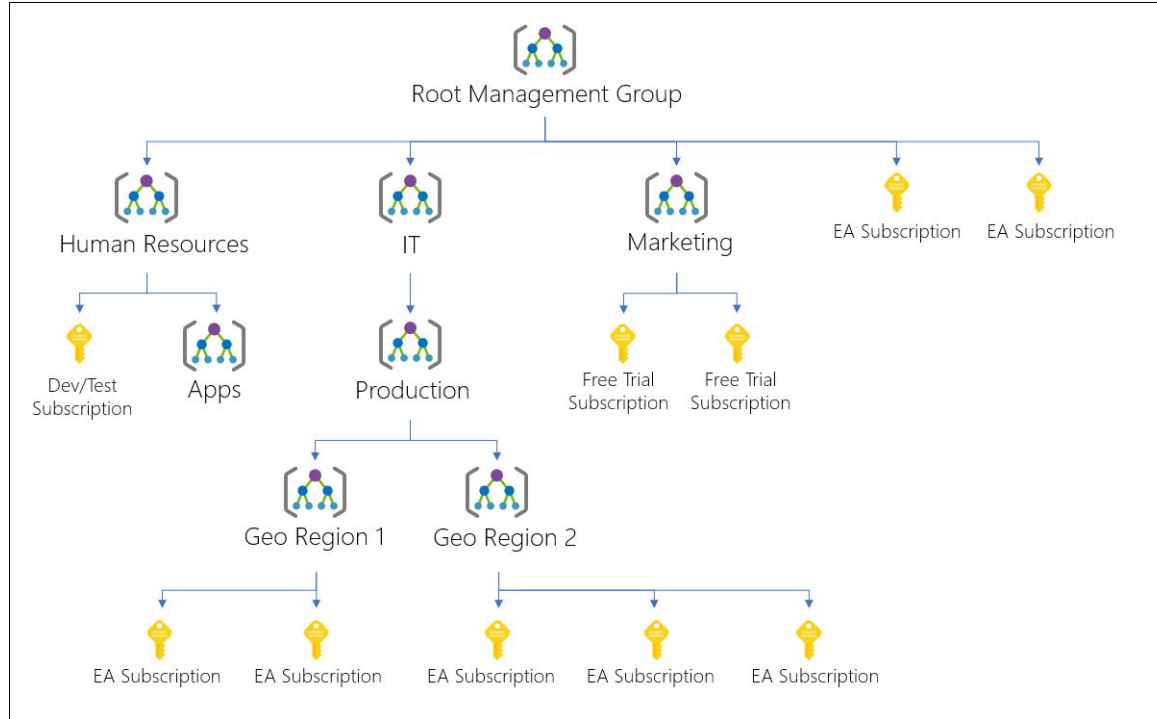 Root Management Group
Human Resources
IT
Marketing
EA Subscription
EA Subscription
Dev/Test
Subscription
Apps
Production
Free Trial
Subscription
Free Trial
Subscription
Geo Region 1
Geo Region 2
EA Subscription
EA Subscription
EA Subscription
EA Subscription
EA Subscription